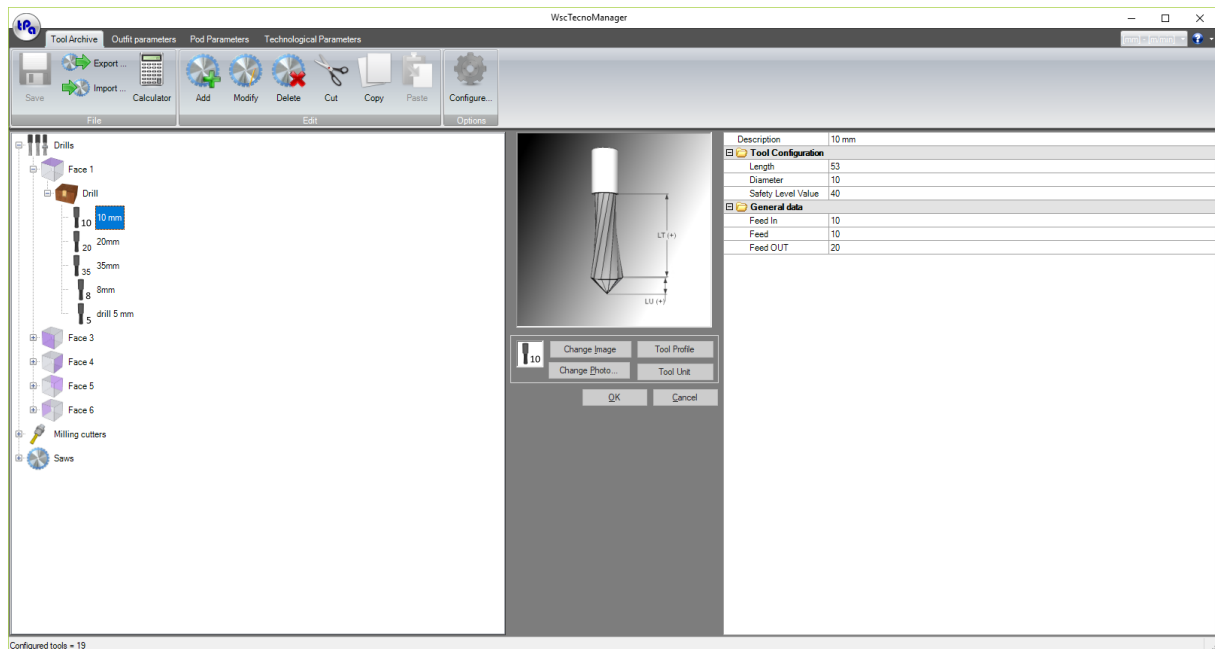 WscTecnoManager
tpa
Tool Archive Outfit parameters Pod Parameters Technological Parameters
Export ...
Import ...
Save Calculator Add Modify Delete Cut Copy Paste Configure...
File Edit Options
Drills
Face 1
Drill
10 10 mm
20 20mm
35 35mm
8 8mm
5 drill 5 mm
Face 3
Face 4
Face 5
Face 6
Milling cutters
Saws
LT (+)
LU (+)
10
Change Image Tool Profile
Change Photo... Tool Unit
OK Cancel
Description 10 mm
Tool Configuration
Length 53
Diameter 10
Safety Level Value 40
General data
Feed In 10
Feed 10
Feed OUT 20
Configured tools = 19